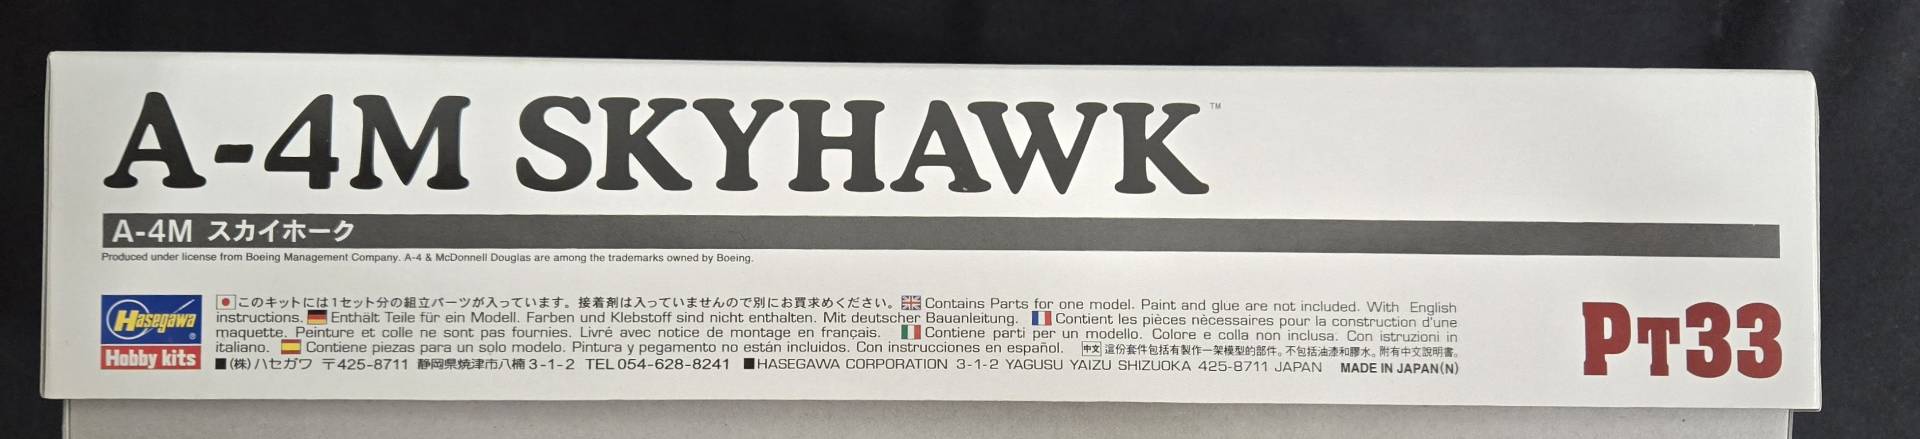 A-4M SKYHAWK™
A-4M スカイホーク
Produced under license from Boeing Management Company. A-4 & McDonnell Douglas are among the trademarks owned by Boeing.
Hasegawa®
Hobby kits
このキットには1セット分の組立パーツが入っています。接着剤は入っていませんので別にお買求めください。 Contains Parts for one model. Paint and glue are not included. With English
instructions. Enthält Teile für ein Modell. Farben und Klebstoff sind nicht enthalten. Mit deutscher Bauanleitung. Contient les pièces nècessaires pour la construction d'une
maquette. Peinture et colle ne sont pas fournies. Livré avec notice de montage en français. Contiene parti per un modello. Colore e colla non inclusa. Con istruzioni in
italiano. Contiene piezas para un solo modelo. Pintura y pegamento no están incluidos. Con instrucciones en español. 中文 這份套件包括有製作一架模型的部件。不包括油漆和膠水。附有中文說明書。
■(株)ハセガワ 〒425-8711 静岡県焼津市八楠3-1-2 TEL 054-628-8241 ■HASEGAWA CORPORATION 3-1-2 YAGUSU YAIZU SHIZUOKA 425-8711 JAPAN MADE IN JAPAN(N)
PT33